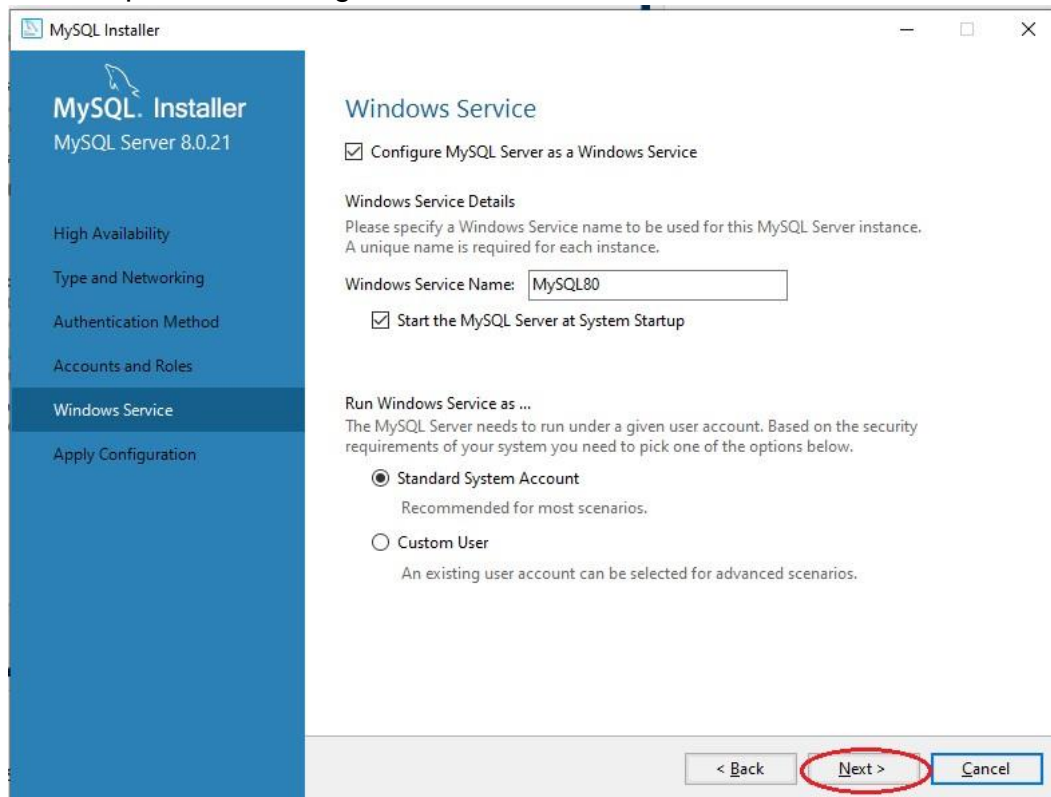 MySQL Installer
MySQL. Installer
MySQL Server 8.0.21
High Availability
Type and Networking
Authentication Method
Accounts and Roles
Windows Service
Apply Configuration
Windows Service
Configure MySQL Server as a Windows Service
Windows Service Details
Please specify a Windows Service name to be used for this MySQL Server instance.
A unique name is required for each instance.
Windows Service Name: MySQL80
Start the MySQL Server at System Startup
Run Windows Service as ...
The MySQL Server needs to run under a given user account. Based on the security
requirements of your system you need to pick one of the options below.
Standard System Account
Recommended for most scenarios.
Custom User
An existing user account can be selected for advanced scenarios.
< Back Next > Cancel